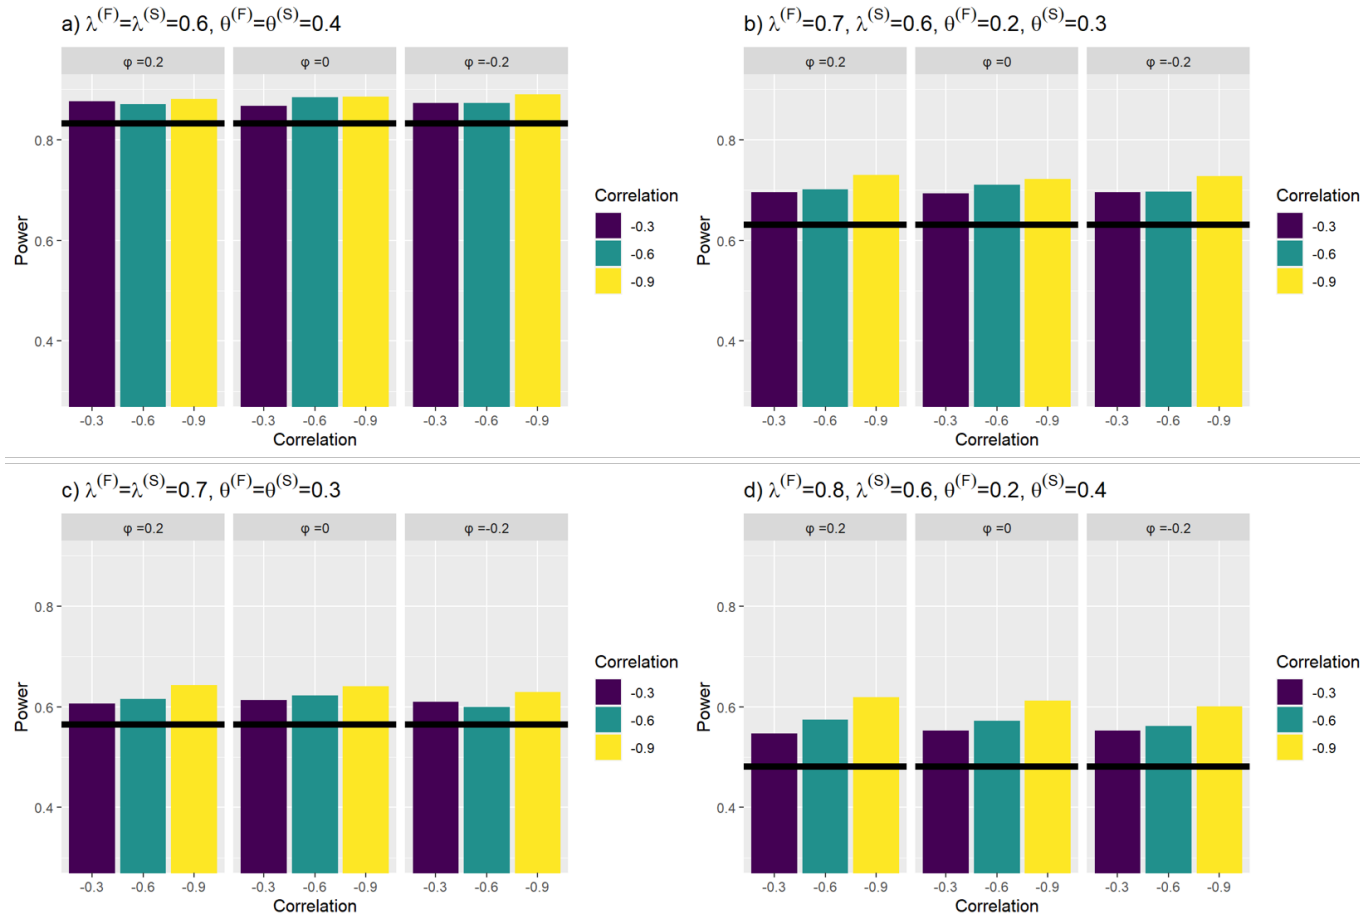 a) λ^(F)=λ^(S)=0.6, θ^(F)=θ^(S)=0.4
φ =0.2
φ =0
φ =-0.2
0.8
0.6
0.4
Power
-0.3
-0.6
-0.9
-0.3
-0.6
-0.9
-0.3
-0.6
-0.9
Correlation
Correlation
-0.3
-0.6
-0.9
b) λ^(F)=0.7, λ^(S)=0.6, θ^(F)=0.2, θ^(S)=0.3
φ =0.2
φ =0
φ =-0.2
0.8
0.6
0.4
Power
-0.3
-0.6
-0.9
-0.3
-0.6
-0.9
-0.3
-0.6
-0.9
Correlation
Correlation
-0.3
-0.6
-0.9
c) λ^(F)=λ^(S)=0.7, θ^(F)=θ^(S)=0.3
φ =0.2
φ =0
φ =-0.2
0.8
0.6
0.4
Power
-0.3
-0.6
-0.9
-0.3
-0.6
-0.9
-0.3
-0.6
-0.9
Correlation
Correlation
-0.3
-0.6
-0.9
d) λ^(F)=0.8, λ^(S)=0.6, θ^(F)=0.2, θ^(S)=0.4
φ =0.2
φ =0
φ =-0.2
0.8
0.6
0.4
Power
-0.3
-0.6
-0.9
-0.3
-0.6
-0.9
-0.3
-0.6
-0.9
Correlation
Correlation
-0.3
-0.6
-0.9